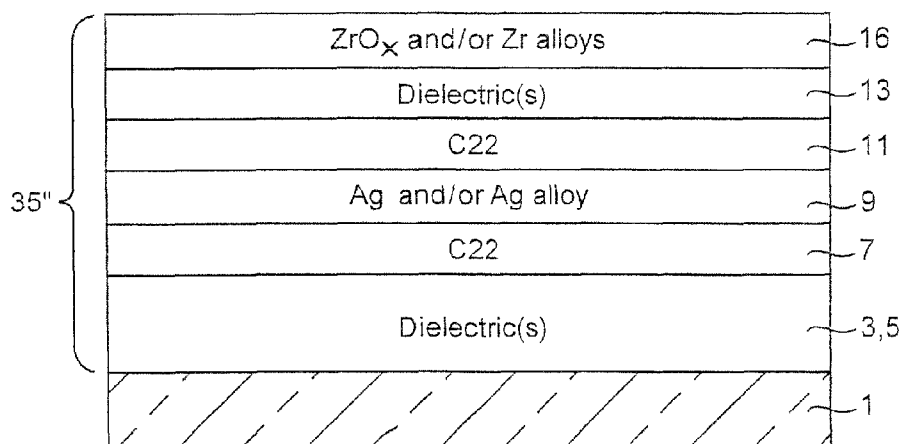 ZrOx and/or Zr alloys 16
Dielectric(s) 13
C22 11
35" Ag and/or Ag alloy 9
C22 7
Dielectric(s) 3,5
1